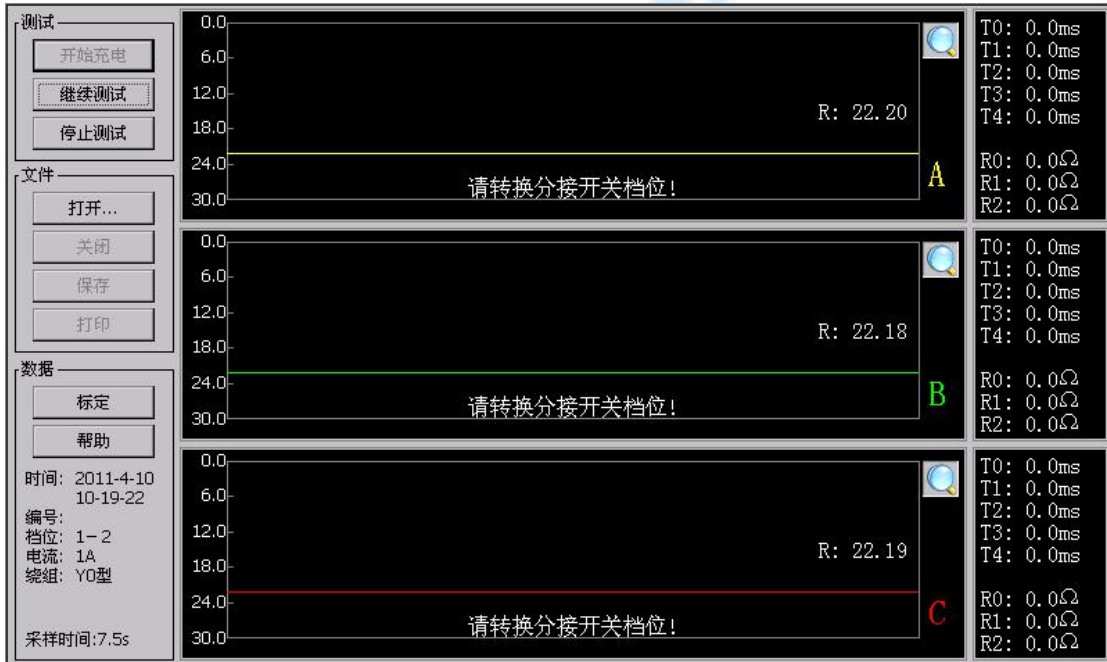 测试
开始充电
继续测试
停止测试
文件
打开...
关闭
保存
打印
数据
标定
帮助
时间: 2011-4-10
10-19-22
编号:
档位: 1-2
电流: 1A
绕组: Y0型
采样时间:7.5s
0.0
6.0
12.0
18.0
24.0
30.0
R: 22.20
请转换分接开关档位!
A
T0: 0.0ms
T1: 0.0ms
T2: 0.0ms
T3: 0.0ms
T4: 0.0ms
R0: 0.0Ω
R1: 0.0Ω
R2: 0.0Ω
0.0
6.0
12.0
18.0
24.0
30.0
R: 22.18
请转换分接开关档位!
B
T0: 0.0ms
T1: 0.0ms
T2: 0.0ms
T3: 0.0ms
T4: 0.0ms
R0: 0.0Ω
R1: 0.0Ω
R2: 0.0Ω
0.0
6.0
12.0
18.0
24.0
30.0
R: 22.19
请转换分接开关档位!
C
T0: 0.0ms
T1: 0.0ms
T2: 0.0ms
T3: 0.0ms
T4: 0.0ms
R0: 0.0Ω
R1: 0.0Ω
R2: 0.0Ω